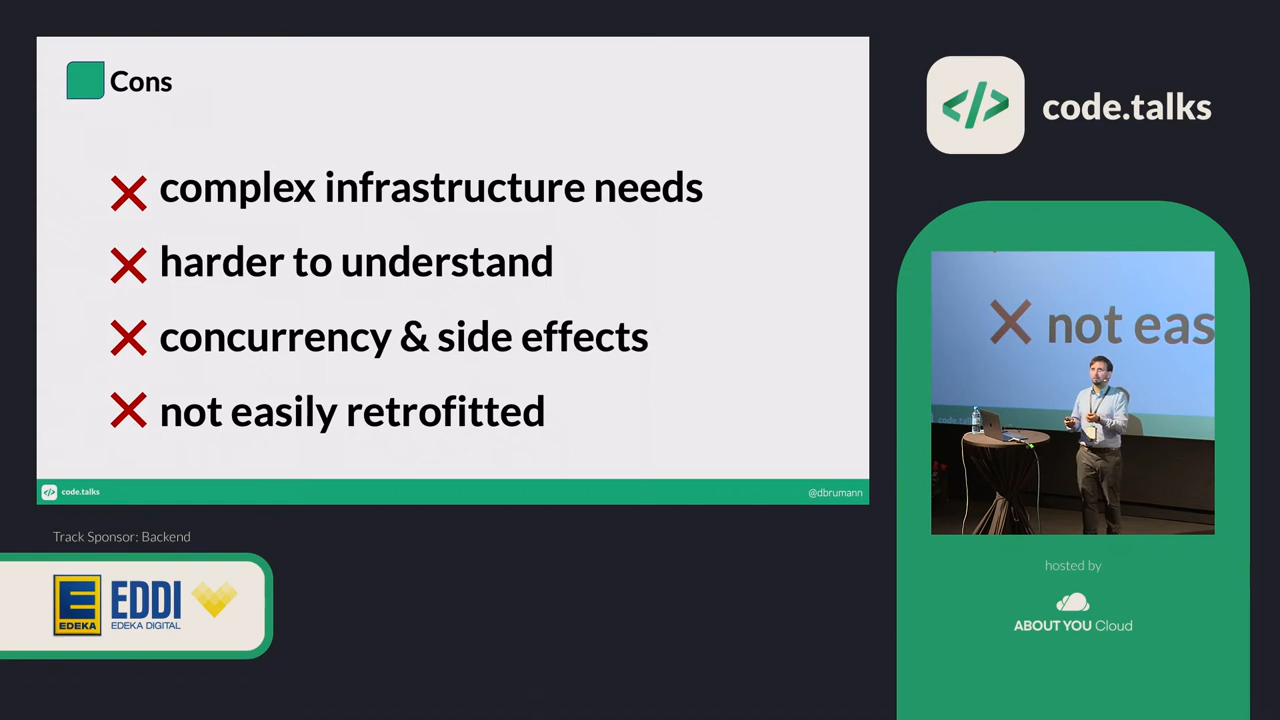 Cons
complex infrastructure needs
harder to understand
concurrency & side effects
not easily retrofitted
code.talks
@dbrumann
Track Sponsor: Backend
E
EDEKA
EDDI
EDEKA DIGITAL
</> code.talks
not eas
hosted by
ABOUT YOU Cloud